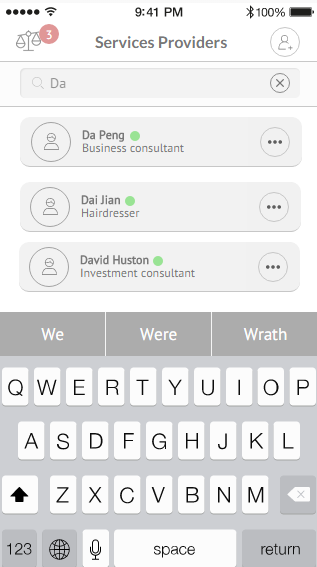 9:41 PM
100%
3
Services Providers
Da
Da Peng
Business consultant
Dai Jian
Hairdresser
David Huston
Investment consultant
We Were Wrath
Q W E R T Y U I O P
A S D F G H J K L
Z X C V B N M
123 space return